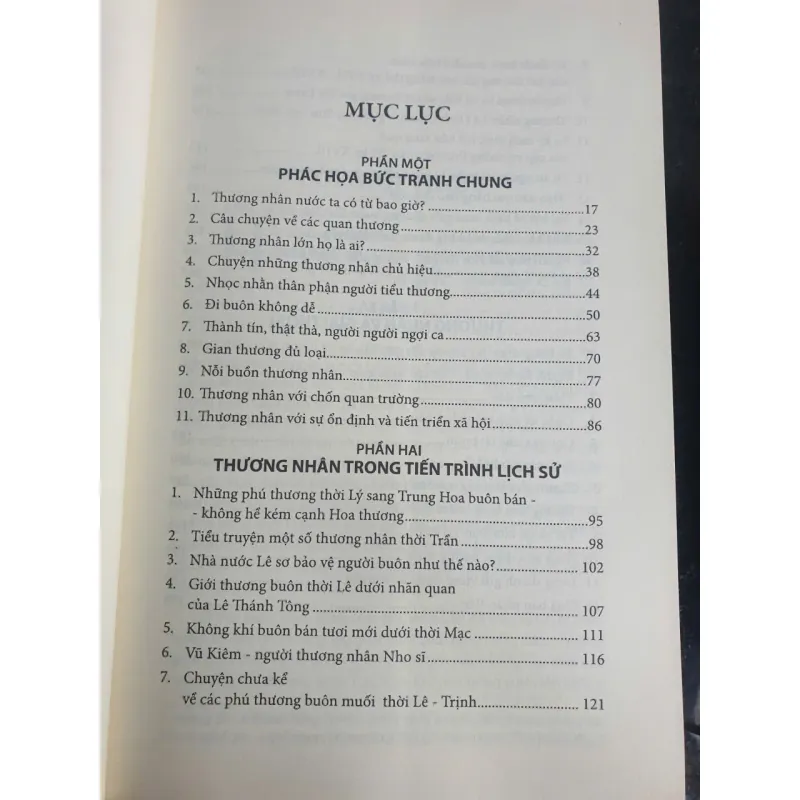 MỤC LỤC
PHẦN MỘT
PHÁC HỌA BỨC TRANH CHUNG
1. Thương nhân nước ta có từ bao giờ? ........17
2. Câu chuyện về các quan thương ........23
3. Thương nhân lớn họ là ai? ........32
4. Chuyện những thương nhân chủ hiệu ........38
5. Nhọc nhằn thân phận người tiểu thương ........44
6. Đi buôn không dễ ........50
7. Thành tín, thật thà, người người ngợi ca ........63
8. Gian thương đủ loại ........70
9. Nỗi buồn thương nhân ........77
10. Thương nhân với chốn quan trường ........80
11. Thương nhân với sự ổn định và tiến triển xã hội ........86
PHẦN HAI
THƯƠNG NHÂN TRONG TIẾN TRÌNH LỊCH SỬ
1. Những phú thương thời Lý sang Trung Hoa buôn bán -
- không hề kém cạnh Hoa thương ........95
2. Tiểu truyện một số thương nhân thời Trần ........98
3. Nhà nước Lê sơ bảo vệ người buôn như thế nào? ........102
4. Giới thương buôn thời Lê dưới nhãn quan
của Lê Thánh Tông ........107
5. Không khí buôn bán tươi mới dưới thời Mạc ........111
6. Vũ Kiêm - người thương nhân Nho sĩ ........116
7. Chuyện chưa kể
về các phú thương buôn muối thời Lê - Trịnh ........121